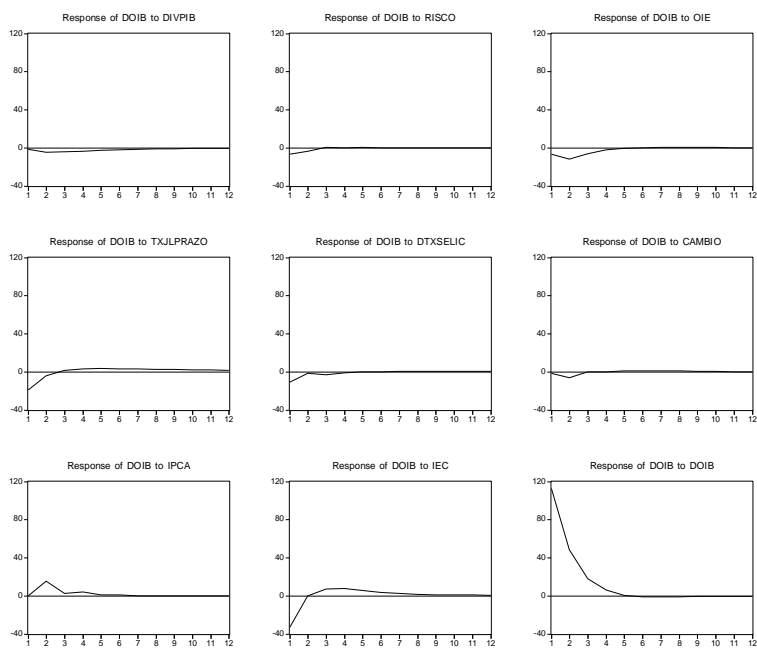 Response of DOIB to DIVPIB
120
80
40
0
-40
1 2 3 4 5 6 7 8 9 10 11 12
Response of DOIB to RISCO
120
80
40
0
-40
1 2 3 4 5 6 7 8 9 10 11 12
Response of DOIB to OIE
120
80
40
0
-40
1 2 3 4 5 6 7 8 9 10 11 12
Response of DOIB to TXJLPRAZO
120
80
40
0
-40
1 2 3 4 5 6 7 8 9 10 11 12
Response of DOIB to DTXSELIC
120
80
40
0
-40
1 2 3 4 5 6 7 8 9 10 11 12
Response of DOIB to CAMBIO
120
80
40
0
-40
1 2 3 4 5 6 7 8 9 10 11 12
Response of DOIB to IPCA
120
80
40
0
-40
1 2 3 4 5 6 7 8 9 10 11 12
Response of DOIB to IEC
120
80
40
0
-40
1 2 3 4 5 6 7 8 9 10 11 12
Response of DOIB to DOIB
120
80
40
0
-40
1 2 3 4 5 6 7 8 9 10 11 12